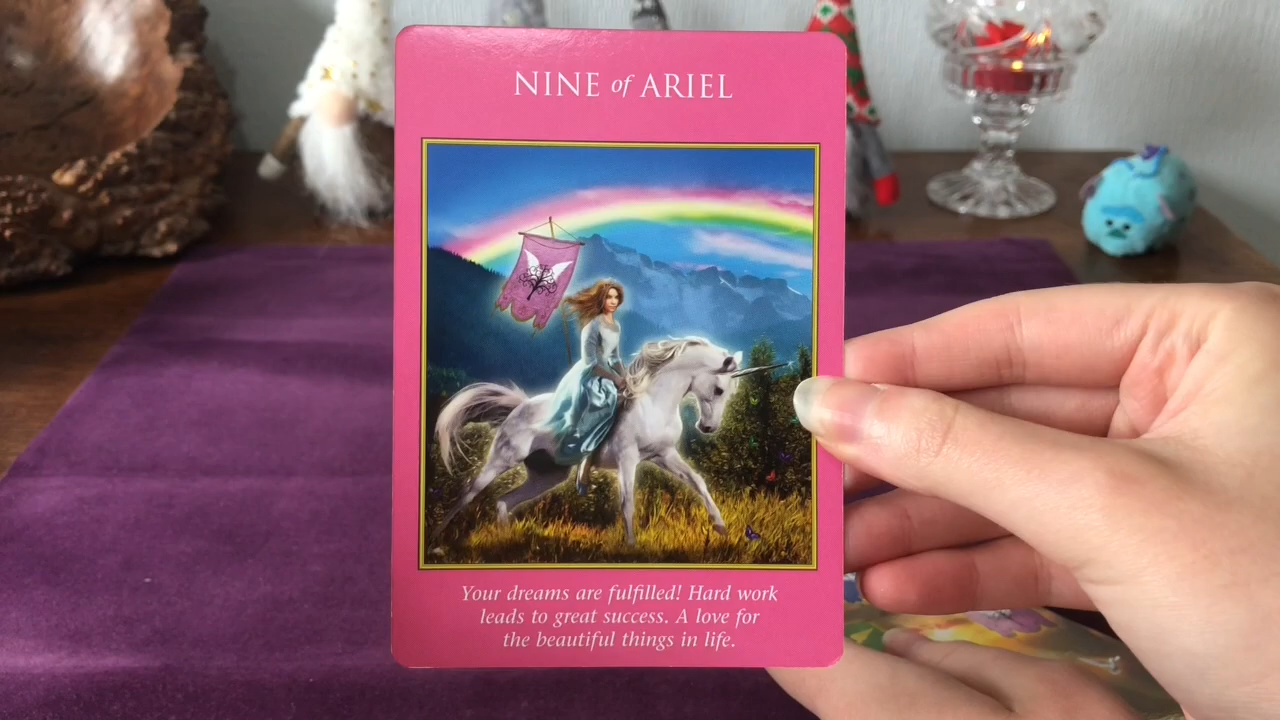 NINE of ARIEL
Your dreams are fulfilled! Hard work
leads to great success. A love for
the beautiful things in life.